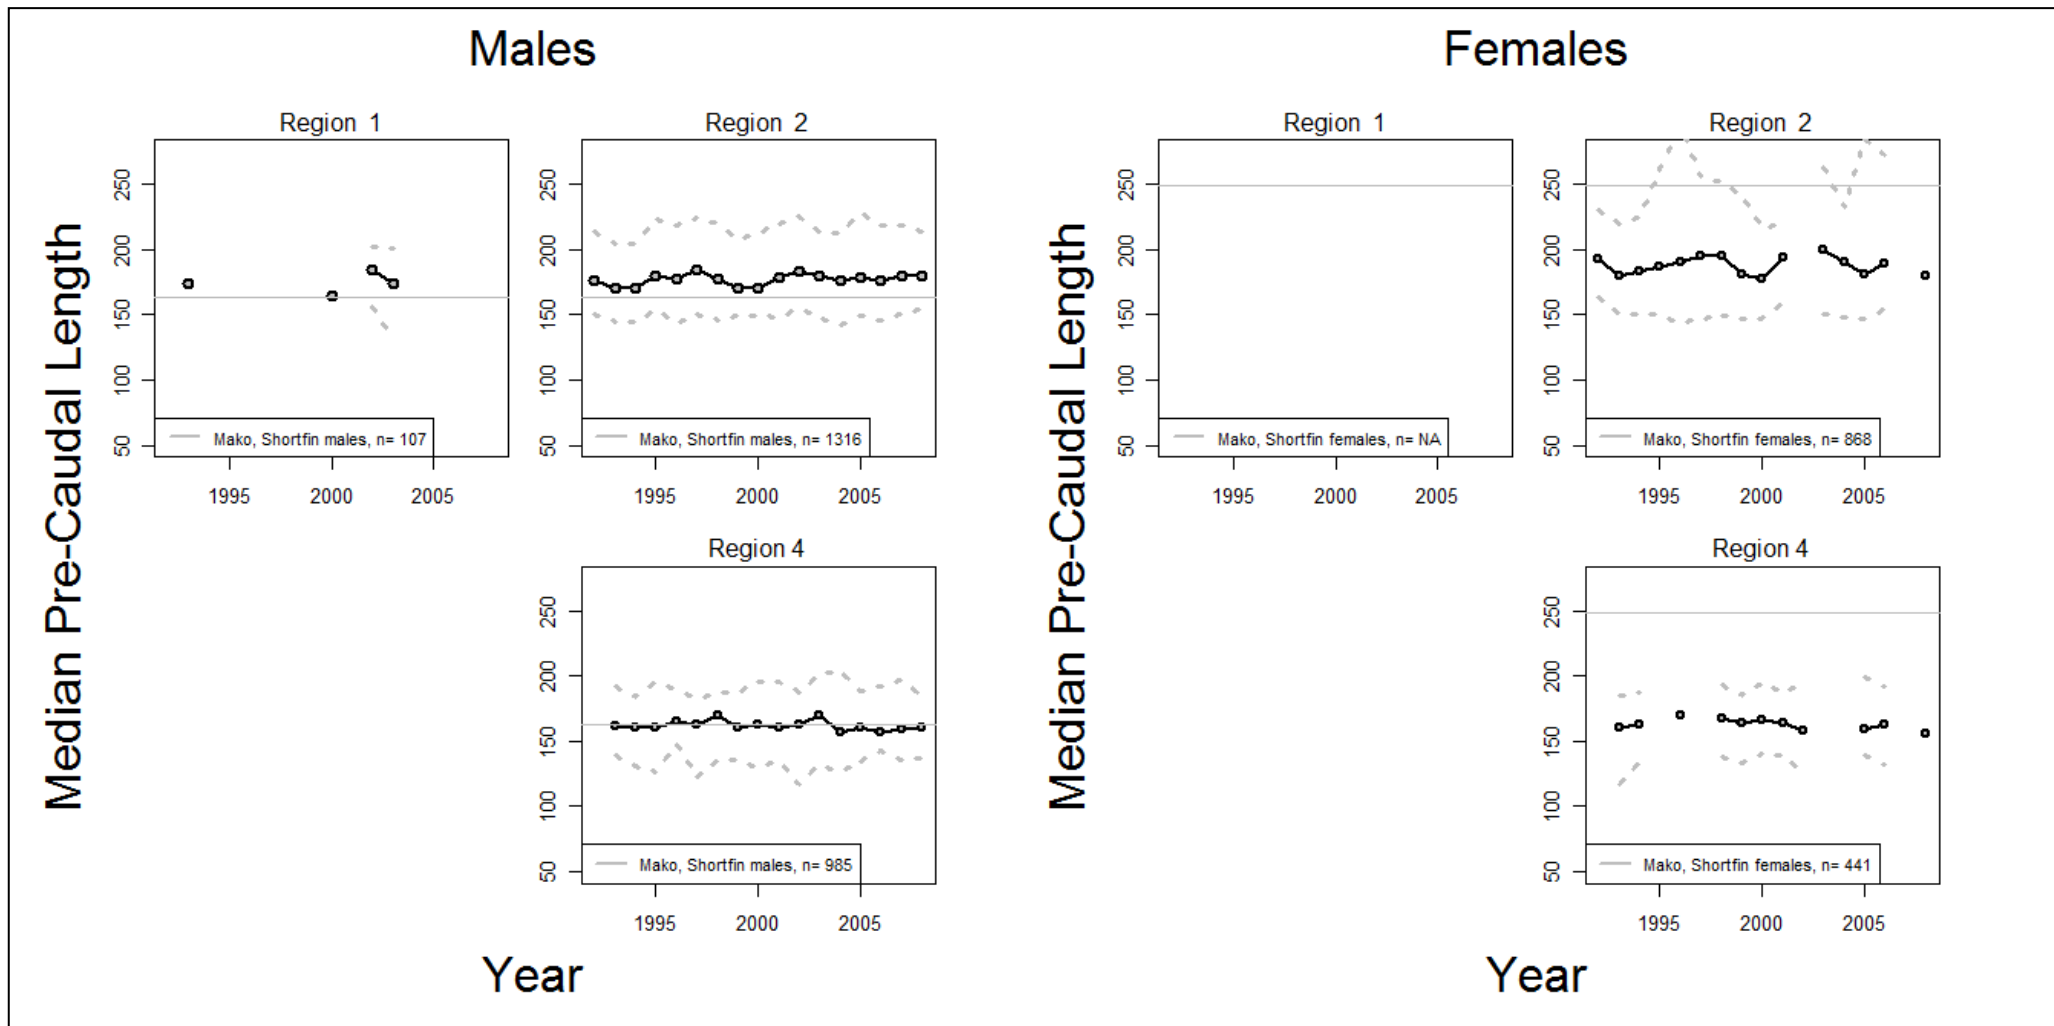 Males
Females
Median Pre-Caudal Length
Region 1
250
200
150
100
50
Mako, Shortfin males, n= 107
1995 2000 2005
Region 2
250
200
150
100
50
Mako, Shortfin males, n= 1316
1995 2000 2005
Region 4
250
200
150
100
50
Mako, Shortfin males, n= 985
1995 2000 2005
Year
Median Pre-Caudal Length
Region 1
250
200
150
100
50
Mako, Shortfin females, n= NA
1995 2000 2005
Region 2
250
200
150
100
50
Mako, Shortfin females, n= 868
1995 2000 2005
Region 4
250
200
150
100
50
Mako, Shortfin females, n= 441
1995 2000 2005
Year